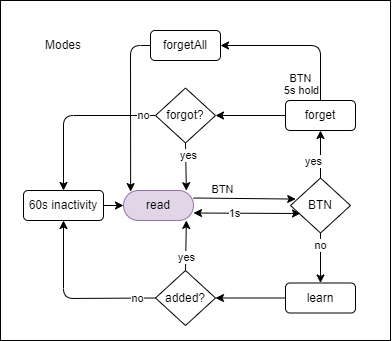 Modes
forgetAll
BTN
5s hold
no
forgot?
forget
yes
yes
60s inactivity
read
BTN
1s
BTN
no
yes
no
added?
learn